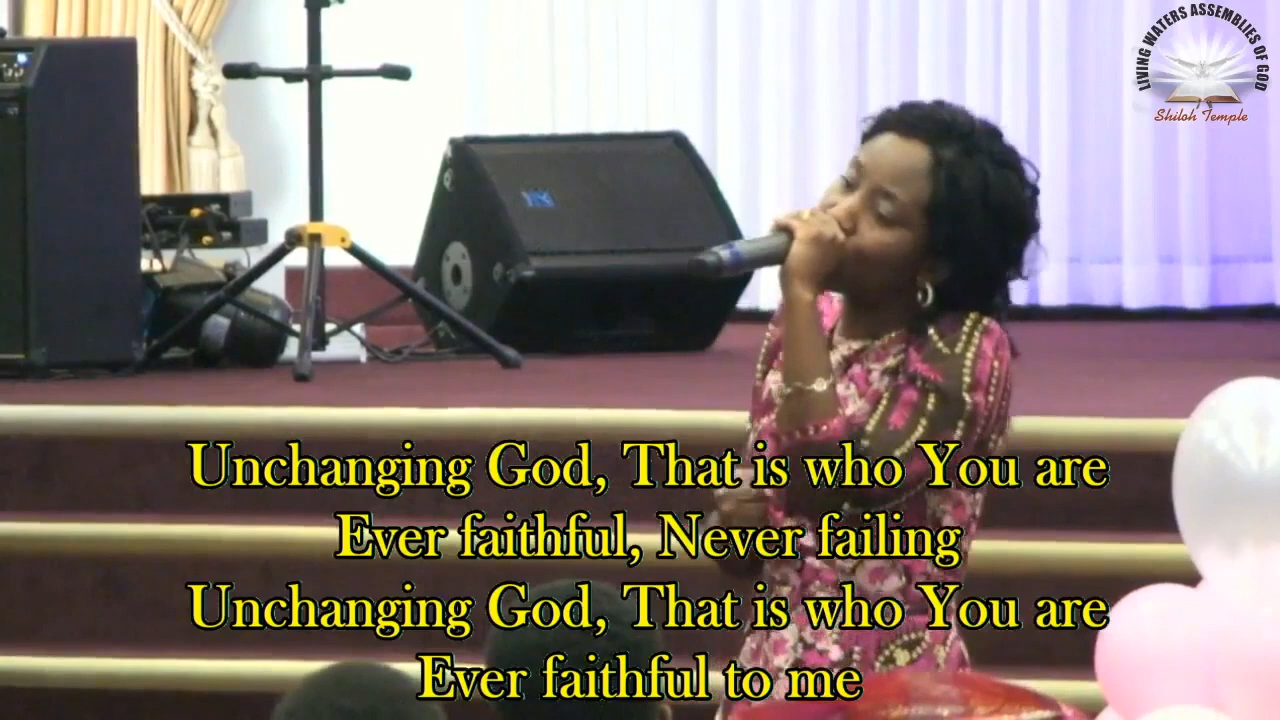 LIVING WATERS ASSEMBLIES OF GOD
Shiloh Temple
Unchanging God, That is who You are
Ever faithful, Never failing
Unchanging God, That is who You are
Ever faithful to me